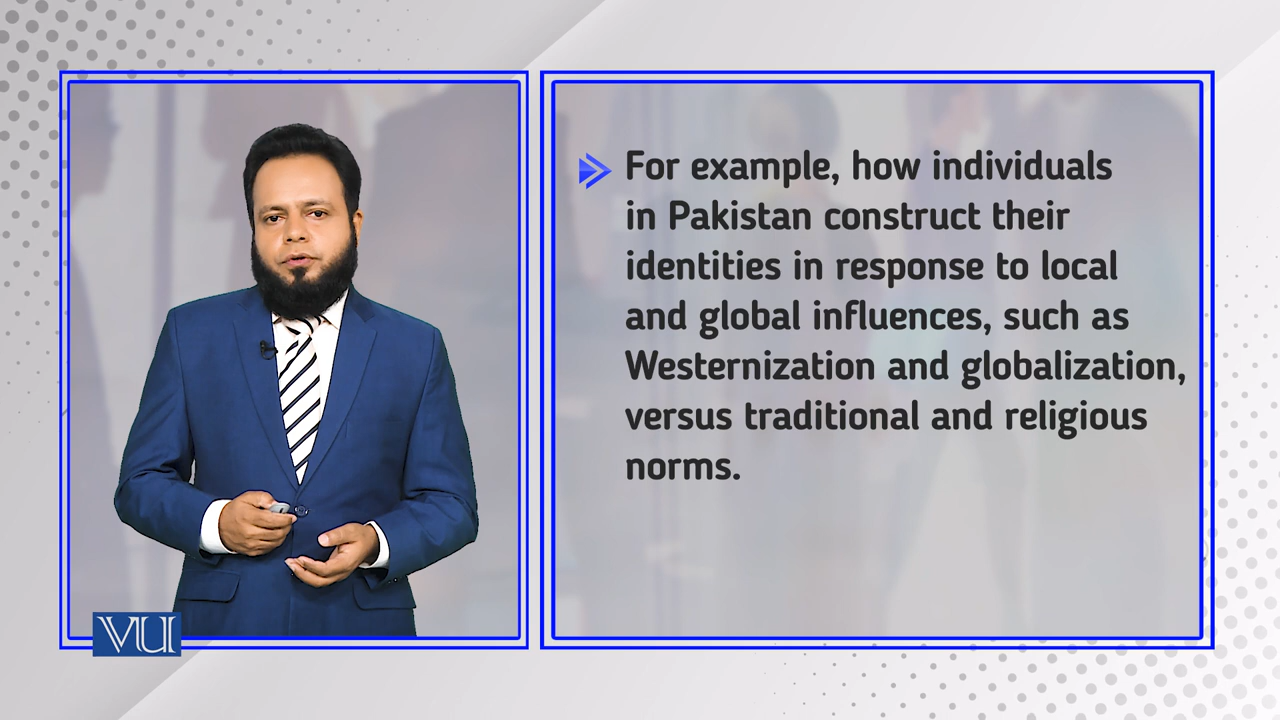 For example, how individuals
in Pakistan construct their
identities in response to local
and global influences, such as
Westernization and globalization,
versus traditional and religious
norms.
VU